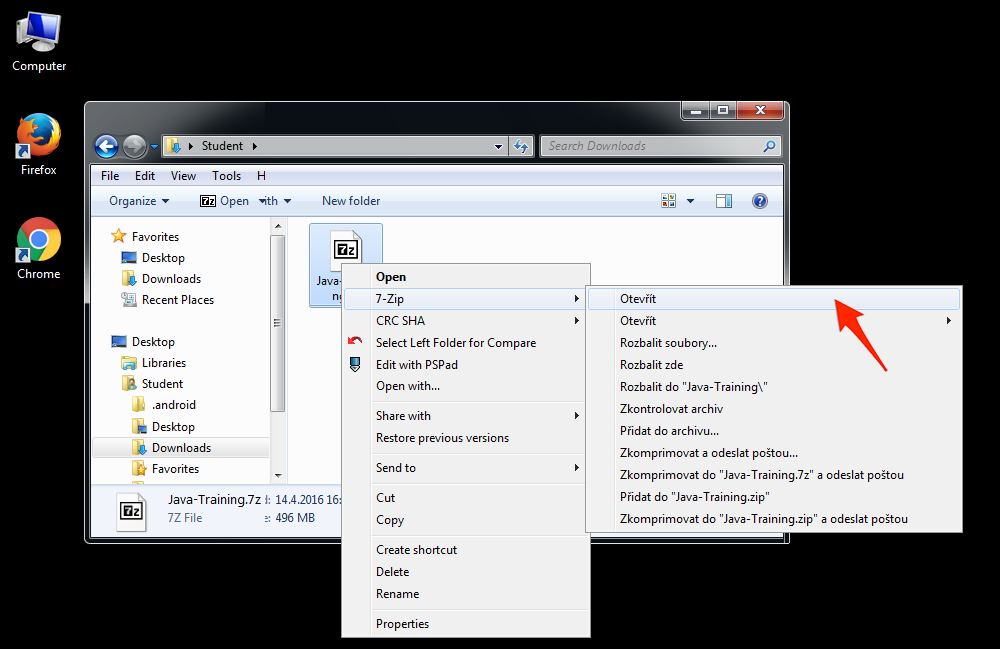 Computer
Firefox
Chrome
Student
Search Downloads
File Edit View Tools H
Organize 7z Open with New folder
Favorites
Desktop
Downloads
Recent Places
Desktop
Libraries
Student
.android
Desktop
Downloads
Favorites
7z
Java-
7z
Java-Training.7z 14.4.2016 16:
7Z File 496 MB
Open
7-Zip
CRC SHA
Select Left Folder for Compare
Edit with PSPad
Open with...
Share with
Restore previous versions
Send to
Cut
Copy
Create shortcut
Delete
Rename
Properties
Otevřít
Otevřít
Rozbalit soubory...
Rozbalit zde
Rozbalit do "Java-Training\"
Zkontrolovat archiv
Přidat do archivu...
Zkomprimovat a odeslat poštou...
Zkomprimovat do "Java-Training.7z" a odeslat poštou
Přidat do "Java-Training.zip"
Zkomprimovat do "Java-Training.zip" a odeslat poštou